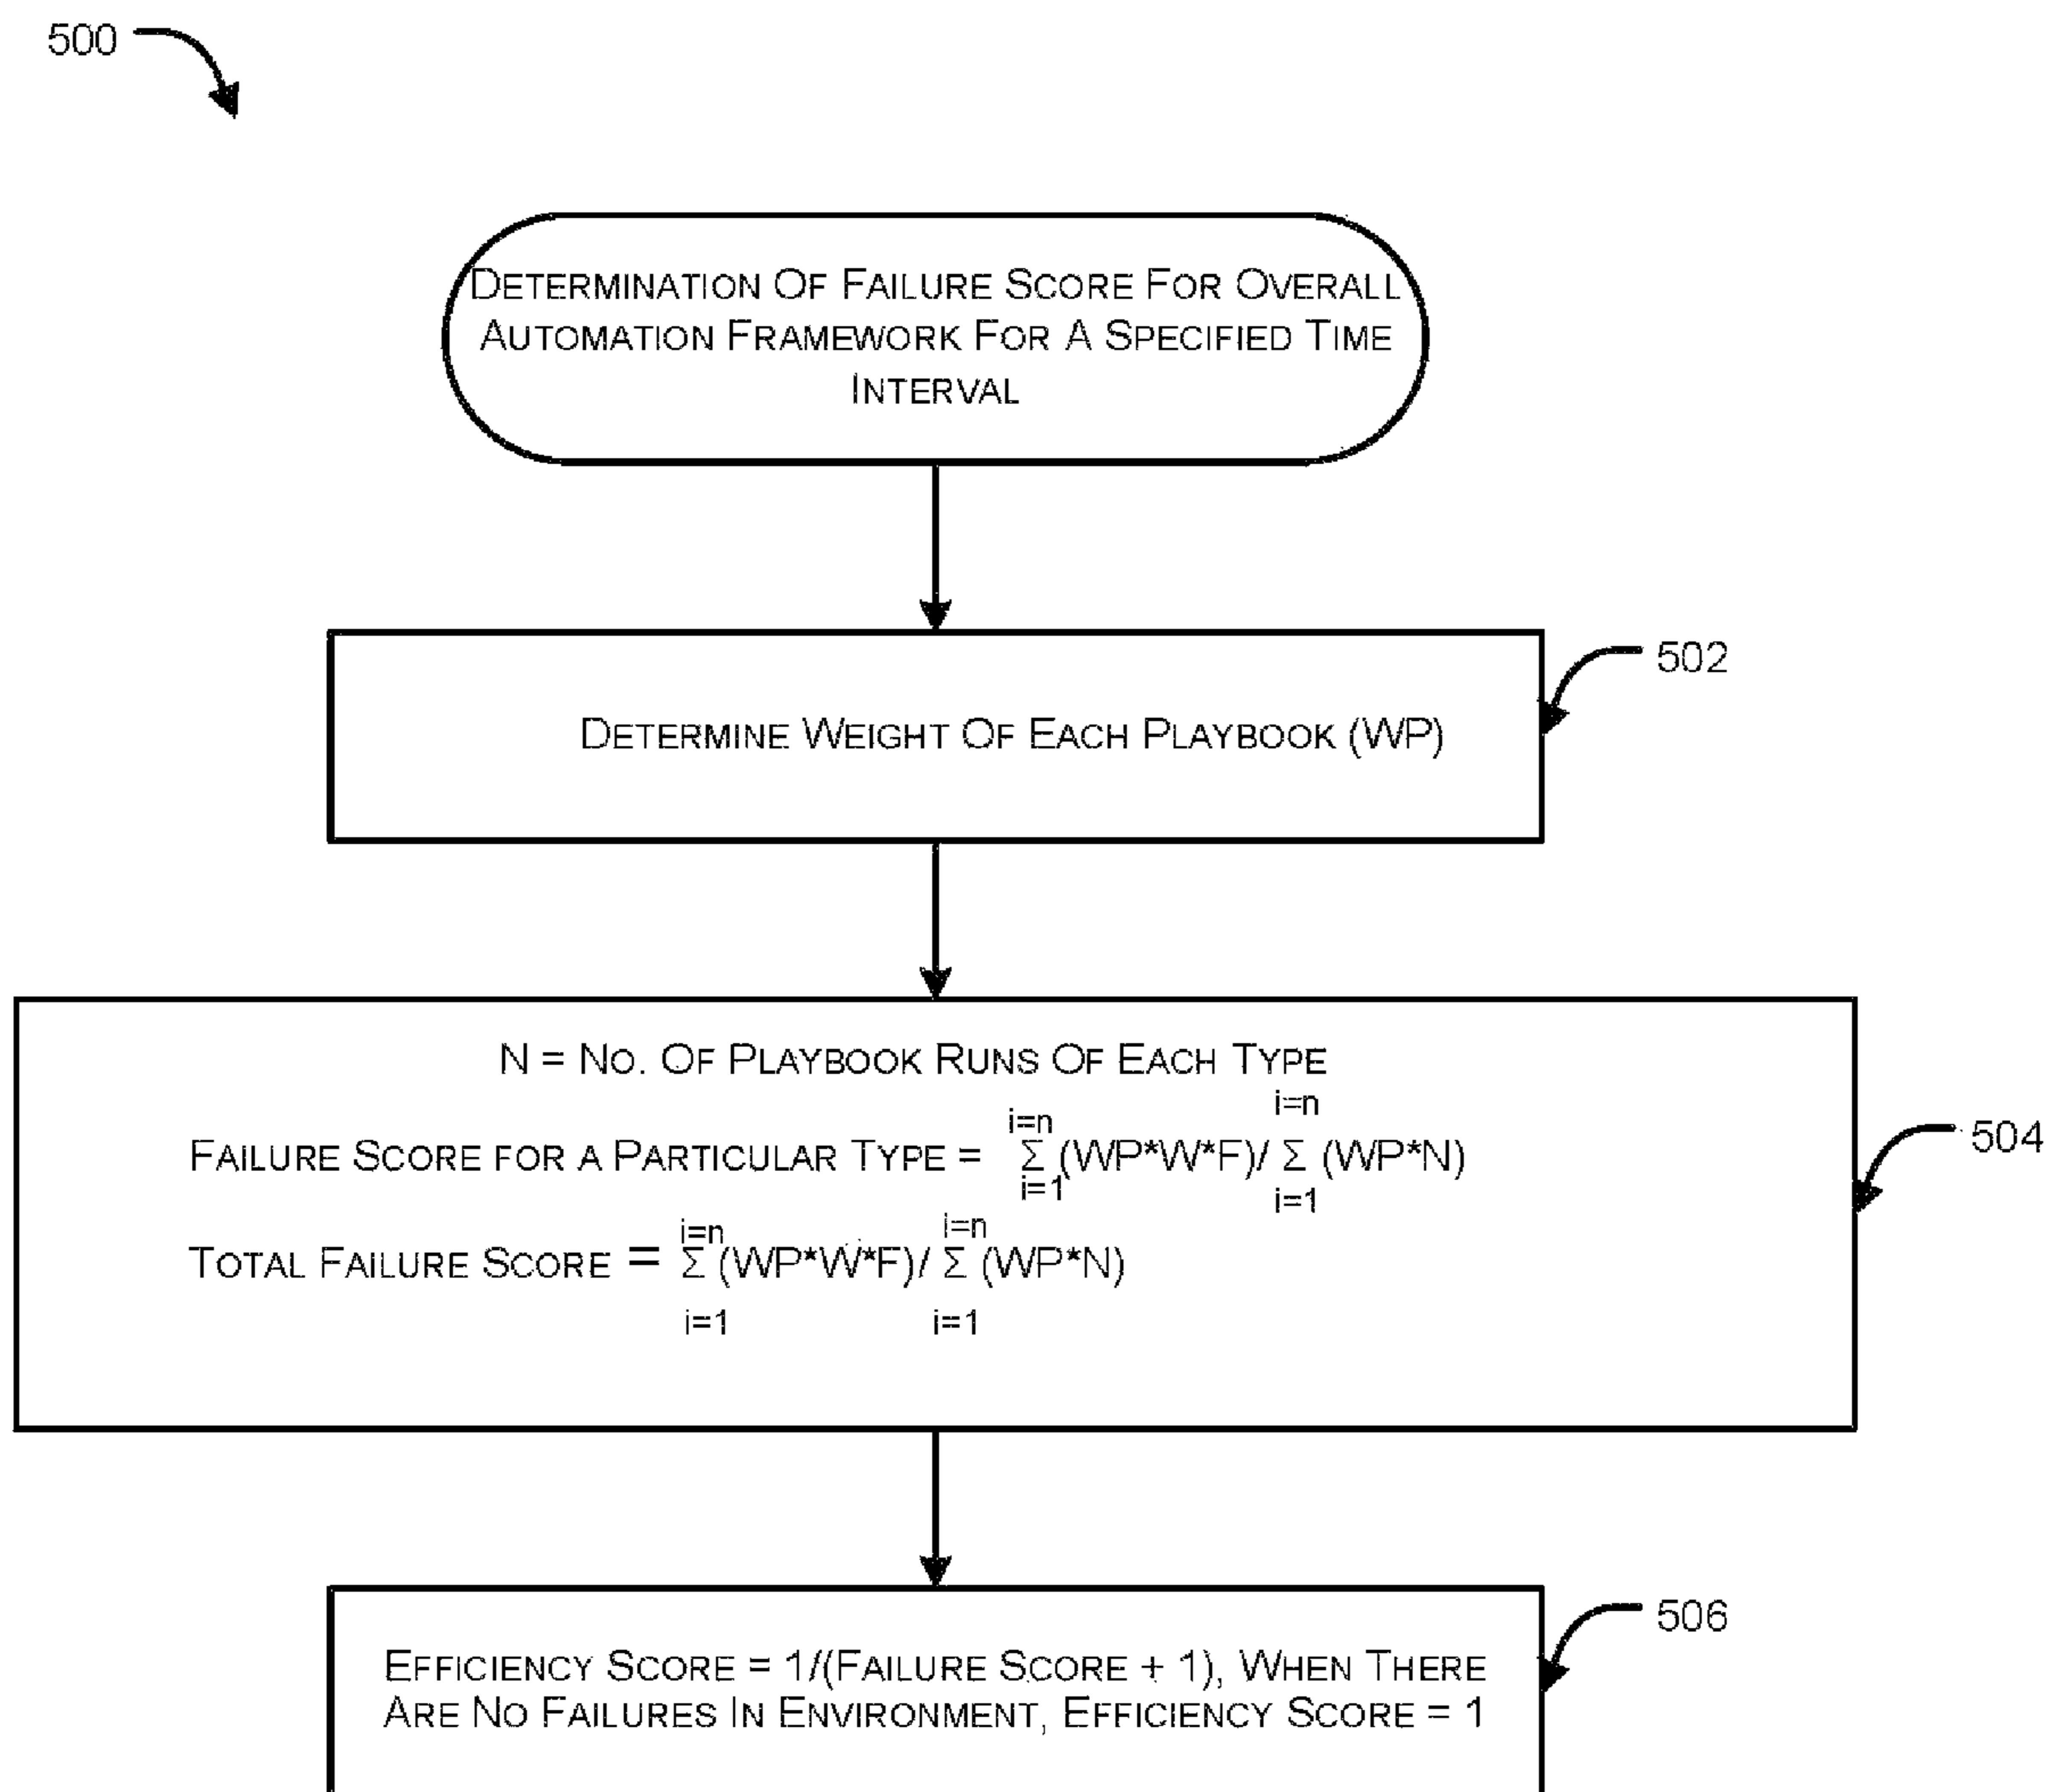 500
Determination Of Failure Score For Overall
Automation Framework For A Specified Time
Interval
502
Determine Weight Of Each Playbook (WP)
N = No. Of Playbook Runs Of Each Type
i=n i=n
Failure Score for a Particular Type = Σ (WP*W*F)/ Σ (WP*N)
i=1 i=1
504
i=n i=n
Total Failure Score = Σ (WP*W*F)/ Σ (WP*N)
i=1 i=1
506
Efficiency Score = 1/(Failure Score + 1), When There
Are No Failures In Environment, Efficiency Score = 1